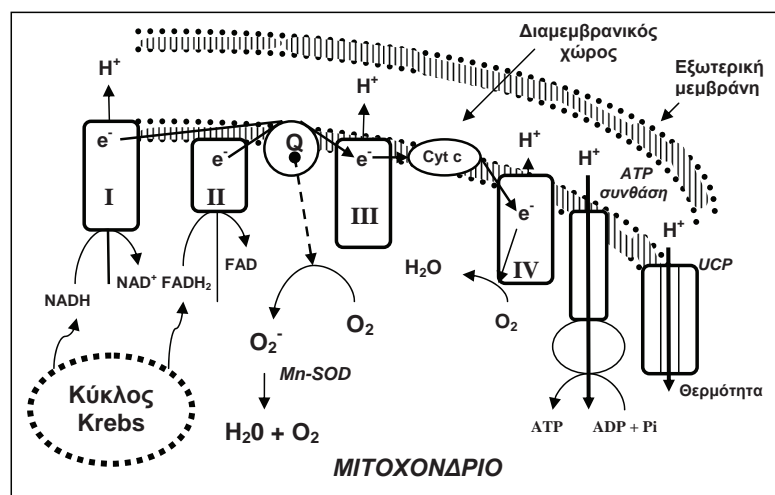 Διαμεμβρανικός
χώρος
Εξωτερική
μεμβράνη
H⁺
H⁺
H⁺
H⁺
ATP
συνθάση
e⁻
e⁻
Q
e⁻
Cyt c
e⁻
H⁺
UCP
I
II
III
IV
NADH
NAD⁺
FADH₂
FAD
H₂O
O₂
O₂⁻
O₂
Mn-SOD
Κύκλος
Krebs
H₂0 + O₂
Θερμότητα
ATP
ADP + Pi
ΜΙΤΟΧΟΝΔΡΙΟ